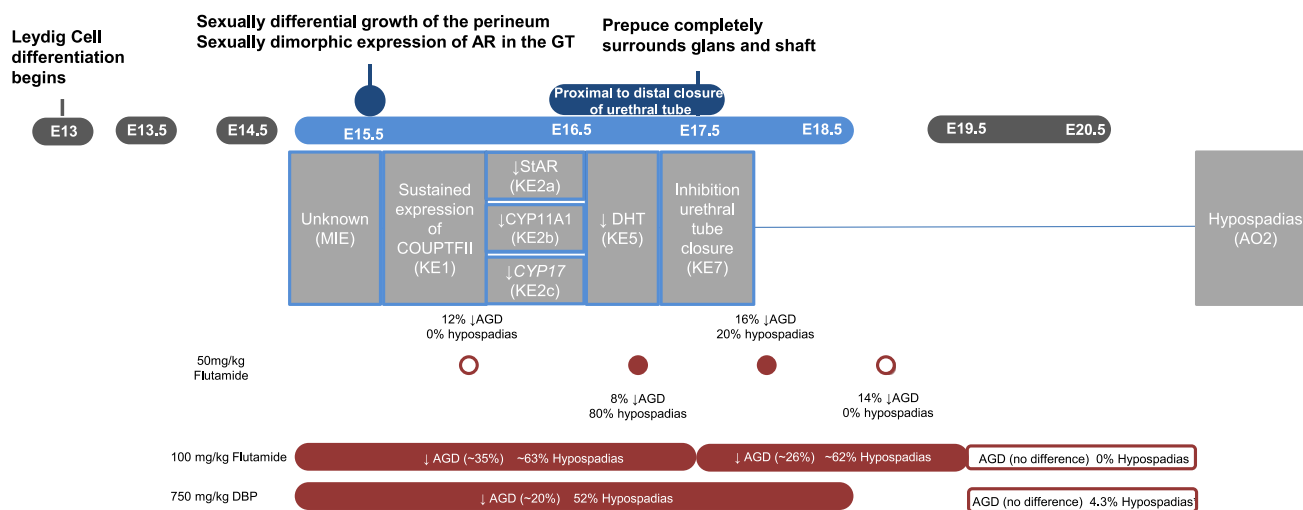 Sexually differential growth of the perineum
Sexually dimorphic expression of AR in the GT
Prepuce completely
surrounds glans and shaft
Leydig Cell
differentiation
begins
Proximal to distal closure
of urethral tube
E13
E13.5
E14.5
E15.5
E16.5
E17.5
E18.5
E19.5
E20.5
Unknown
(MIE)
Sustained
expression
of
COUPTFII
(KE1)
↓StAR
(KE2a)
↓CYP11A1
(KE2b)
↓CYP17
(KE2c)
↓ DHT
(KE5)
Inhibition
urethral
tube
closure
(KE7)
Hypospadias
(AO2)
12% ↓AGD
0% hypospadias
16% ↓AGD
20% hypospadias
50mg/kg
Flutamide
8% ↓AGD
80% hypospadias
14% ↓AGD
0% hypospadias
100 mg/kg Flutamide
↓ AGD (~35%) ~63% Hypospadias
↓ AGD (~26%) ~62% Hypospadias
AGD (no difference) 0% Hypospadias
750 mg/kg DBP
↓ AGD (~20%) 52% Hypospadias
AGD (no difference) 4.3% Hypospadias